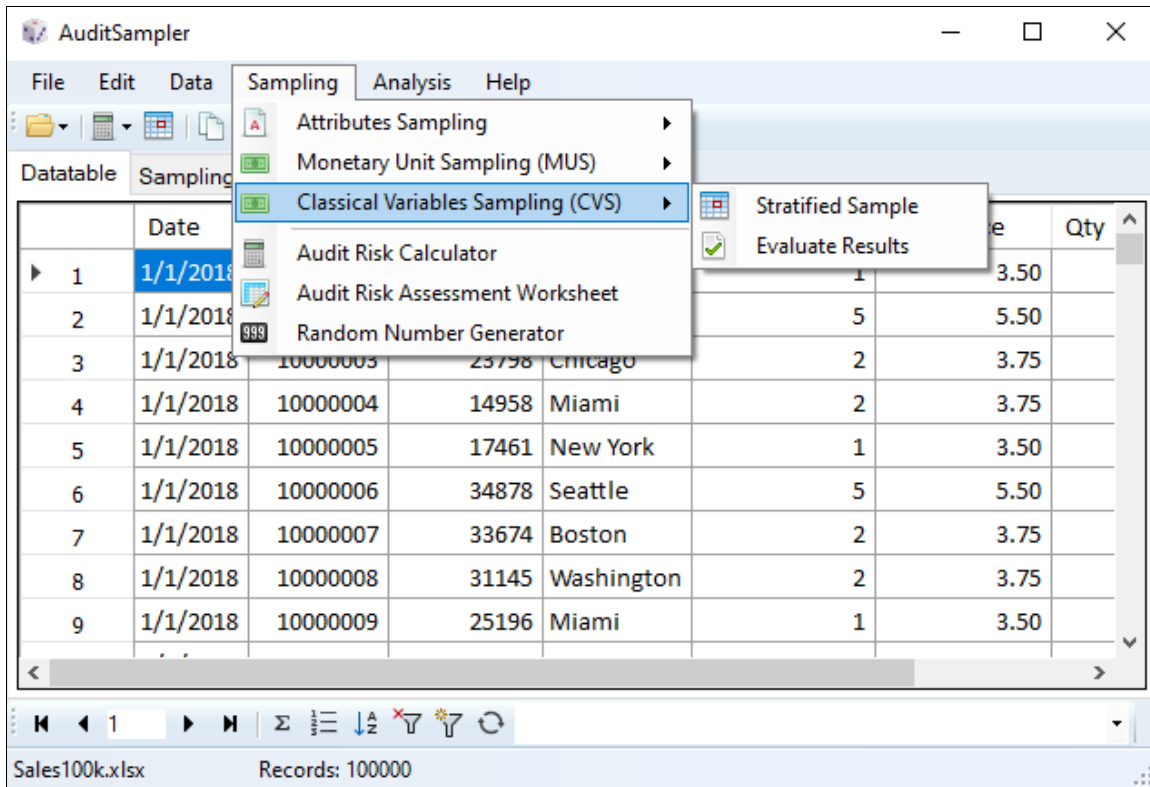 AuditSampler
File Edit Data Sampling Analysis Help
Attributes Sampling
Monetary Unit Sampling (MUS)
Classical Variables Sampling (CVS)
Audit Risk Calculator
Audit Risk Assessment Worksheet
999 Random Number Generator
Stratified Sample
Evaluate Results
Datatable Sampling
Date Qty
1 1/1/2018 1 3.50
2 1/1/2018 5 5.50
3 1/1/2018 10000003 23798 Chicago 2 3.75
4 1/1/2018 10000004 14958 Miami 2 3.75
5 1/1/2018 10000005 17461 New York 1 3.50
6 1/1/2018 10000006 34878 Seattle 5 5.50
7 1/1/2018 10000007 33674 Boston 2 3.75
8 1/1/2018 10000008 31145 Washington 2 3.75
9 1/1/2018 10000009 25196 Miami 1 3.50
1
Sales100k.xlsx Records: 100000